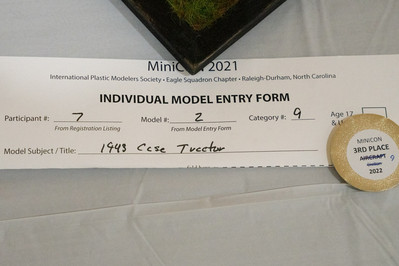 MiniCon 2021
International Plastic Modelers Society • Eagle Squadron Chapter • Raleigh-Durham, North Carolina
INDIVIDUAL MODEL ENTRY FORM
Participant #: 7 Model #: 2 Category #: 9 Age 17
From Registration Listing From Model Entry Form & U
Model Subject / Title: 1943 Case Tractor
MINICON
3RD PLACE
AIRCRAFT
9
2022